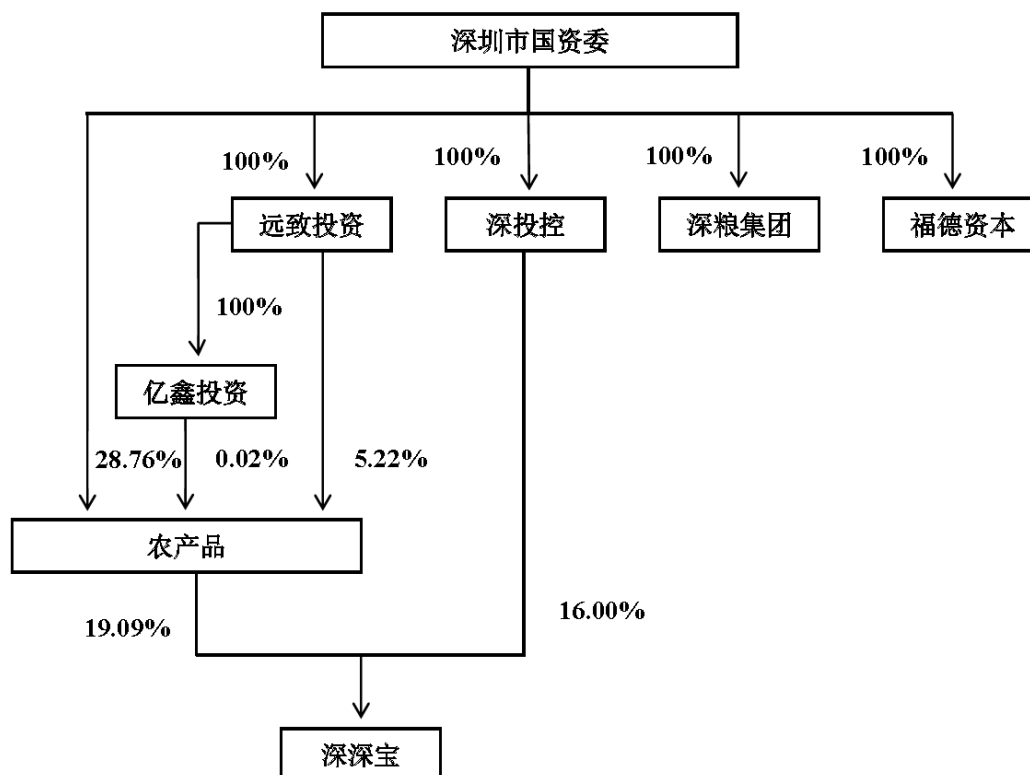 深圳市国资委
100%
100%
100%
100%
远致投资
深投控
深粮集团
福德资本
100%
亿鑫投资
28.76%
0.02%
5.22%
农产品
19.09%
16.00%
深深宝